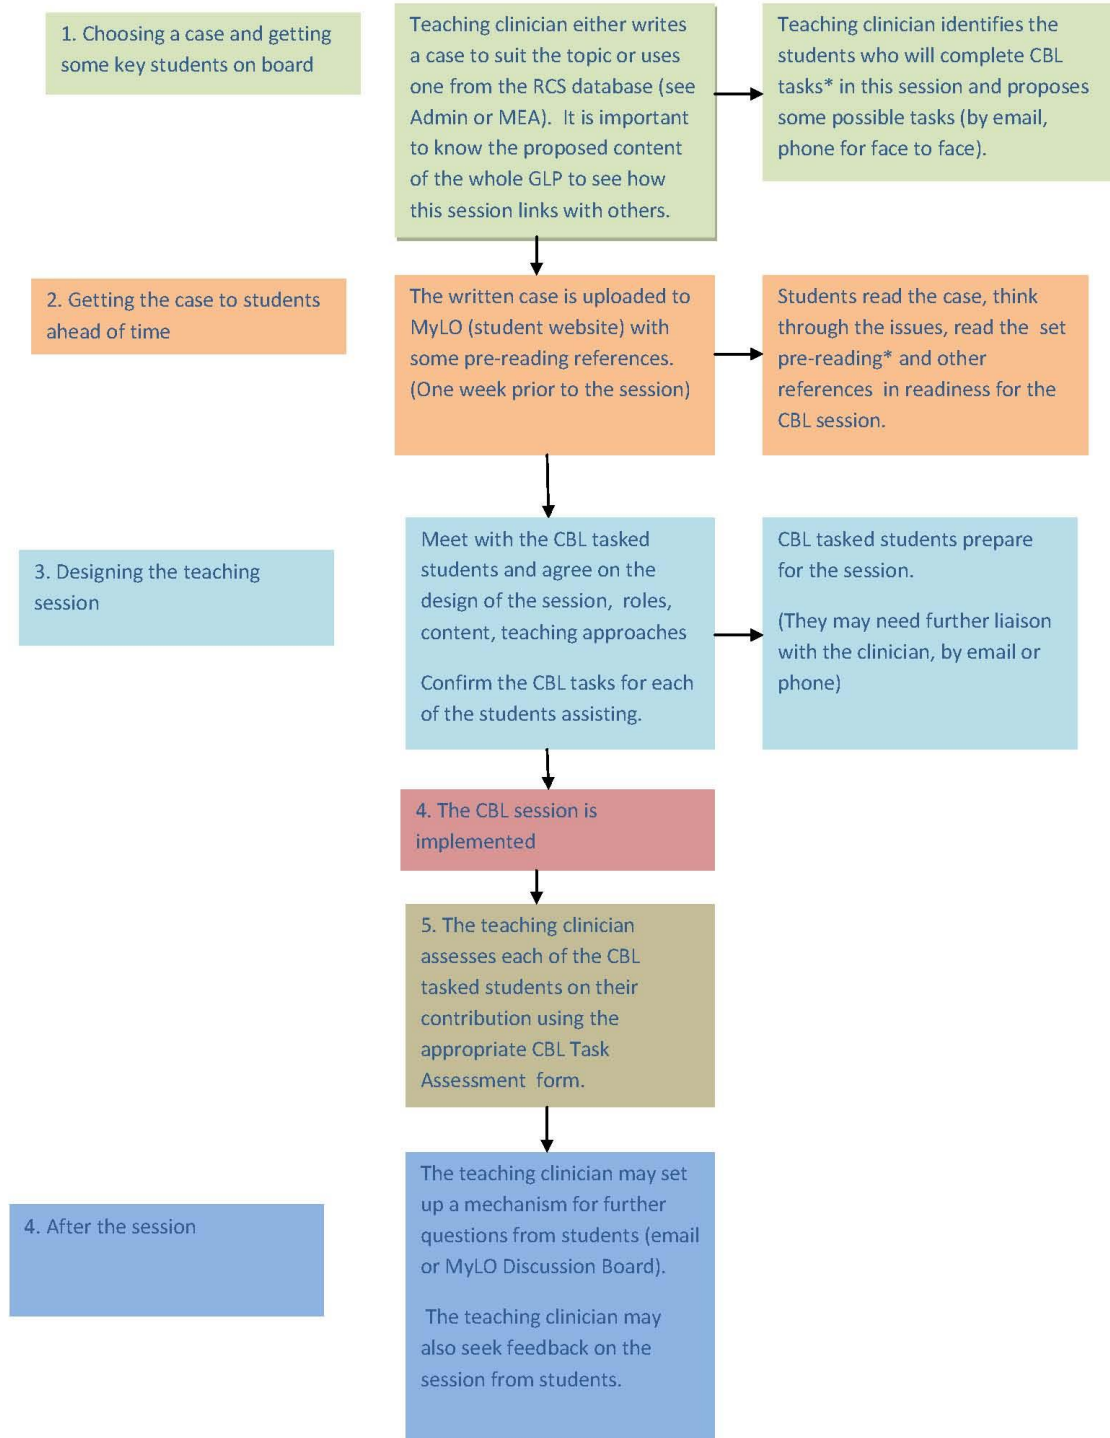 1. Choosing a case and getting
some key students on board
Teaching clinician either writes
a case to suit the topic or uses
one from the RCS database (see
Admin or MEA).  It is important
to know the proposed content
of the whole GLP to see how
this session links with others.
Teaching clinician identifies the
students who will complete CBL
tasks* in this session and proposes
some possible tasks (by email,
phone for face to face).
2. Getting the case to students
ahead of time
The written case is uploaded to
MyLO (student website) with
some pre-reading references.
(One week prior to the session)
Students read the case, think
through the issues, read the  set
pre-reading* and other
references  in readiness for the
CBL session.
3. Designing the teaching
session
Meet with the CBL tasked
students and agree on the
design of the session,  roles,
content, teaching approaches
Confirm the CBL tasks for each
of the students assisting.
CBL tasked students prepare
for the session.
(They may need further liaison
with the clinician, by email or
phone)
4. The CBL session is
implemented
5. The teaching clinician
assesses each of the CBL
tasked students on their
contribution using the
appropriate CBL Task
Assessment  form.
4. After the session
The teaching clinician may set
up a mechanism for further
questions from students (email
or MyLO Discussion Board).
The teaching clinician may
also seek feedback on the
session from students.